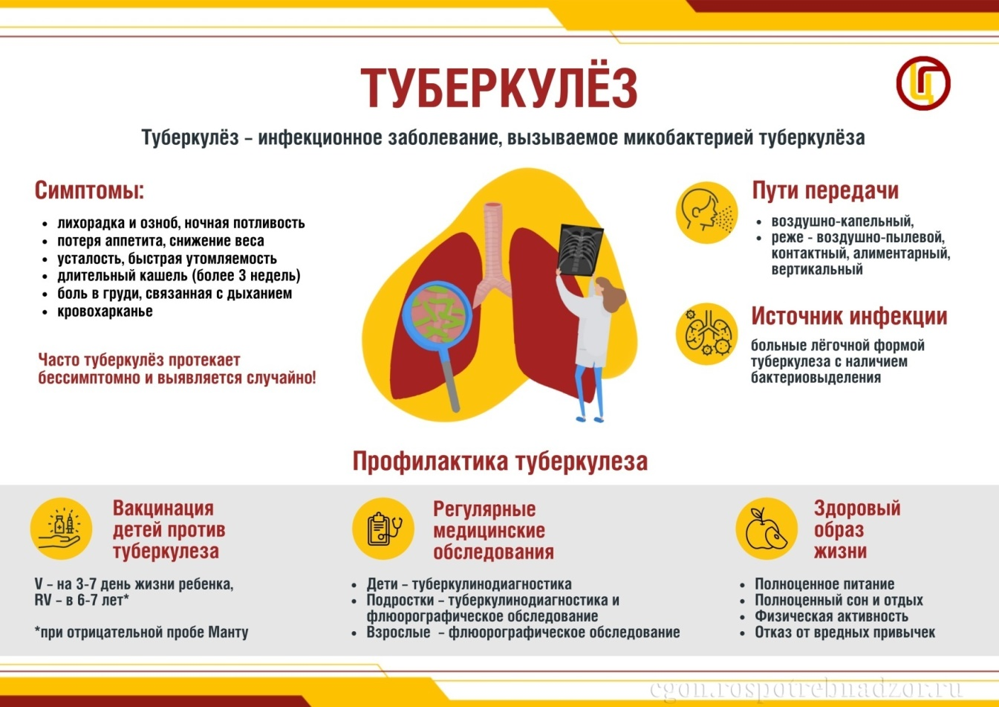 ТУБЕРКУЛЁЗ
Туберкулёз – инфекционное заболевание, вызываемое микобактерией туберкулёза
Симптомы:
• лихорадка и озноб, ночная потливость
• потеря аппетита, снижение веса
• усталость, быстрая утомляемость
• длительный кашель (более 3 недель)
• боль в груди, связанная с дыханием
• кровохарканье
Часто туберкулёз протекает
бессимптомно и выявляется случайно!
Пути передачи
• воздушно-капельный,
• реже - воздушно-пылевой,
контактный, алиментарный,
вертикальный
Источник инфекции
больные лёгочной формой
туберкулеза с наличием
бактериовыделения
Профилактика туберкулеза
Вакцинация
детей против
туберкулеза
V – на 3-7 день жизни ребенка,
RV – в 6-7 лет*
*при отрицательной пробе Манту
Регулярные
медицинские
обследования
• Дети – туберкулинодиагностика
• Подростки – туберкулинодиагностика и
флюорографическое обследование
• Взрослые – флюорографическое обследование
Здоровый
образ
жизни
• Полноценное питание
• Полноценный сон и отдых
• Физическая активность
• Отказ от вредных привычек
cgon.rospotrebnadzor.ru